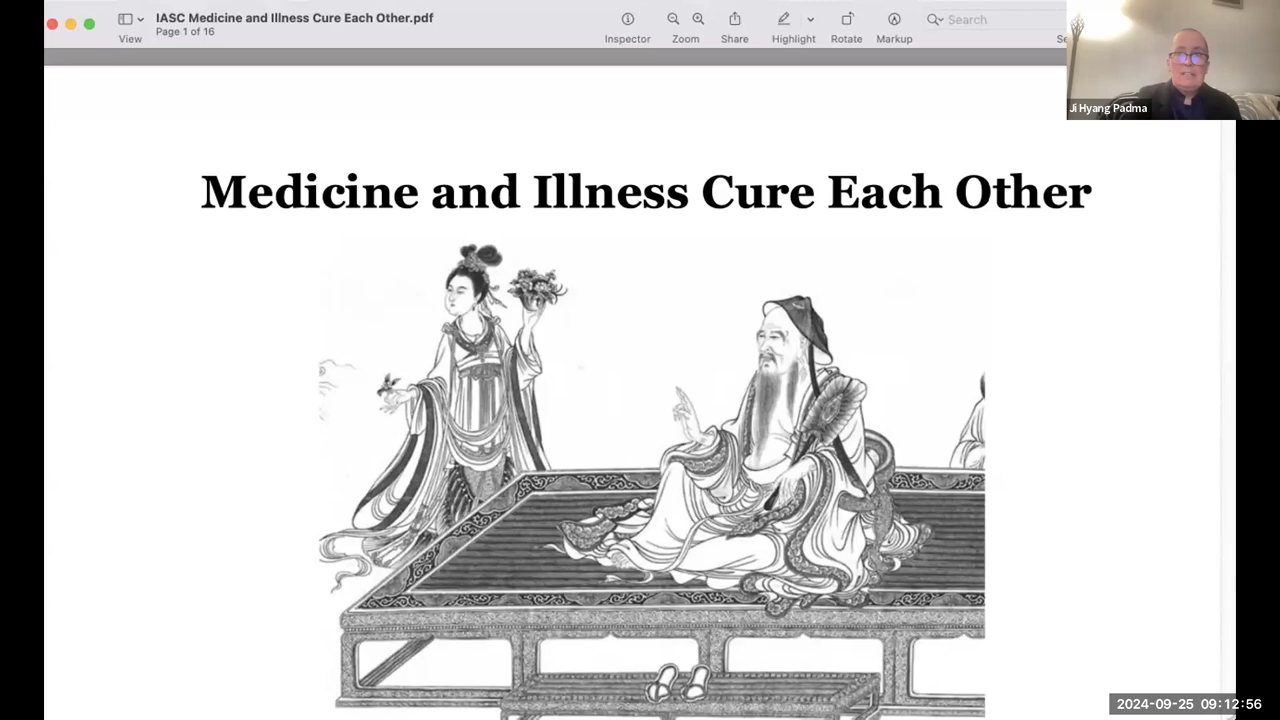 IASC Medicine and Illness Cure Each Other.pdf
Page 1 of 16
View
Inspector
Zoom
Share
Highlight
Rotate
Markup
Search
Ji Hyang Padma
Medicine and Illness Cure Each Other
2024-09-25 09:12:56